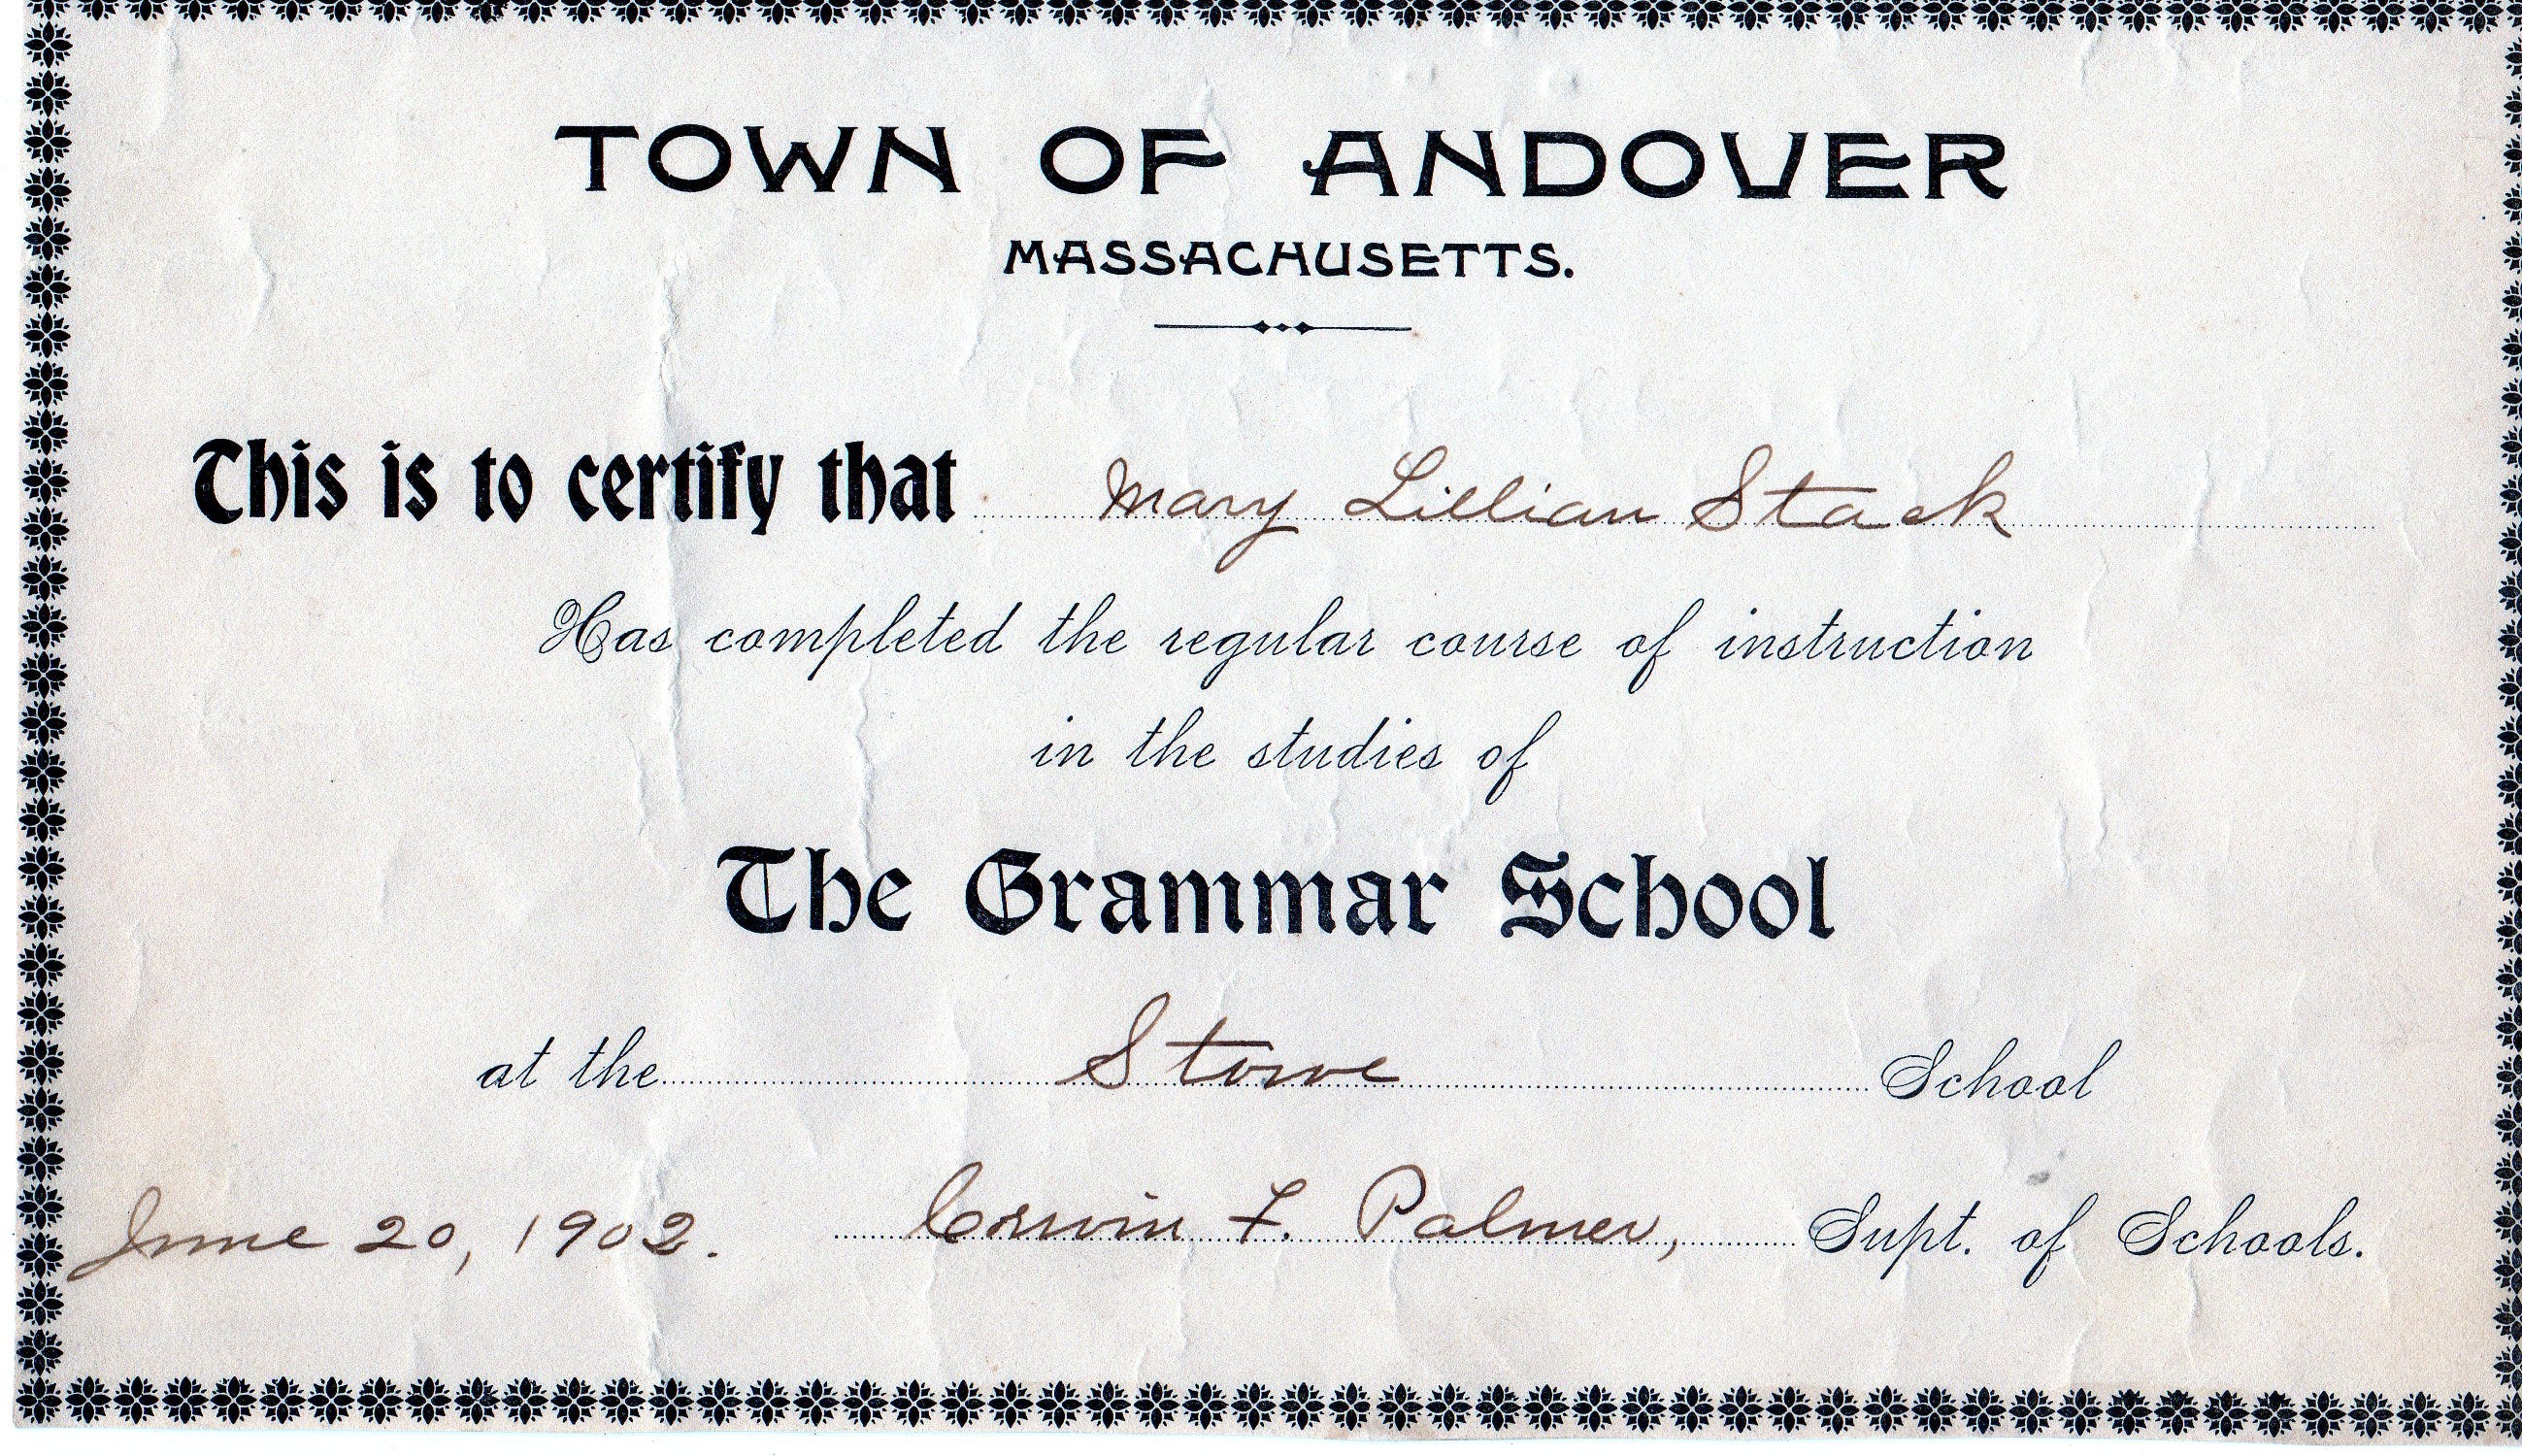 TOWN OF ANDOVER
MASSACHUSETTS.
This is to certify that Mary Lillian Stack
Has completed the regular course of instruction
in the studies of
The Grammar School
at the Stowe School
June 20, 1902. Corwin F. Palmer, Supt. of Schools.